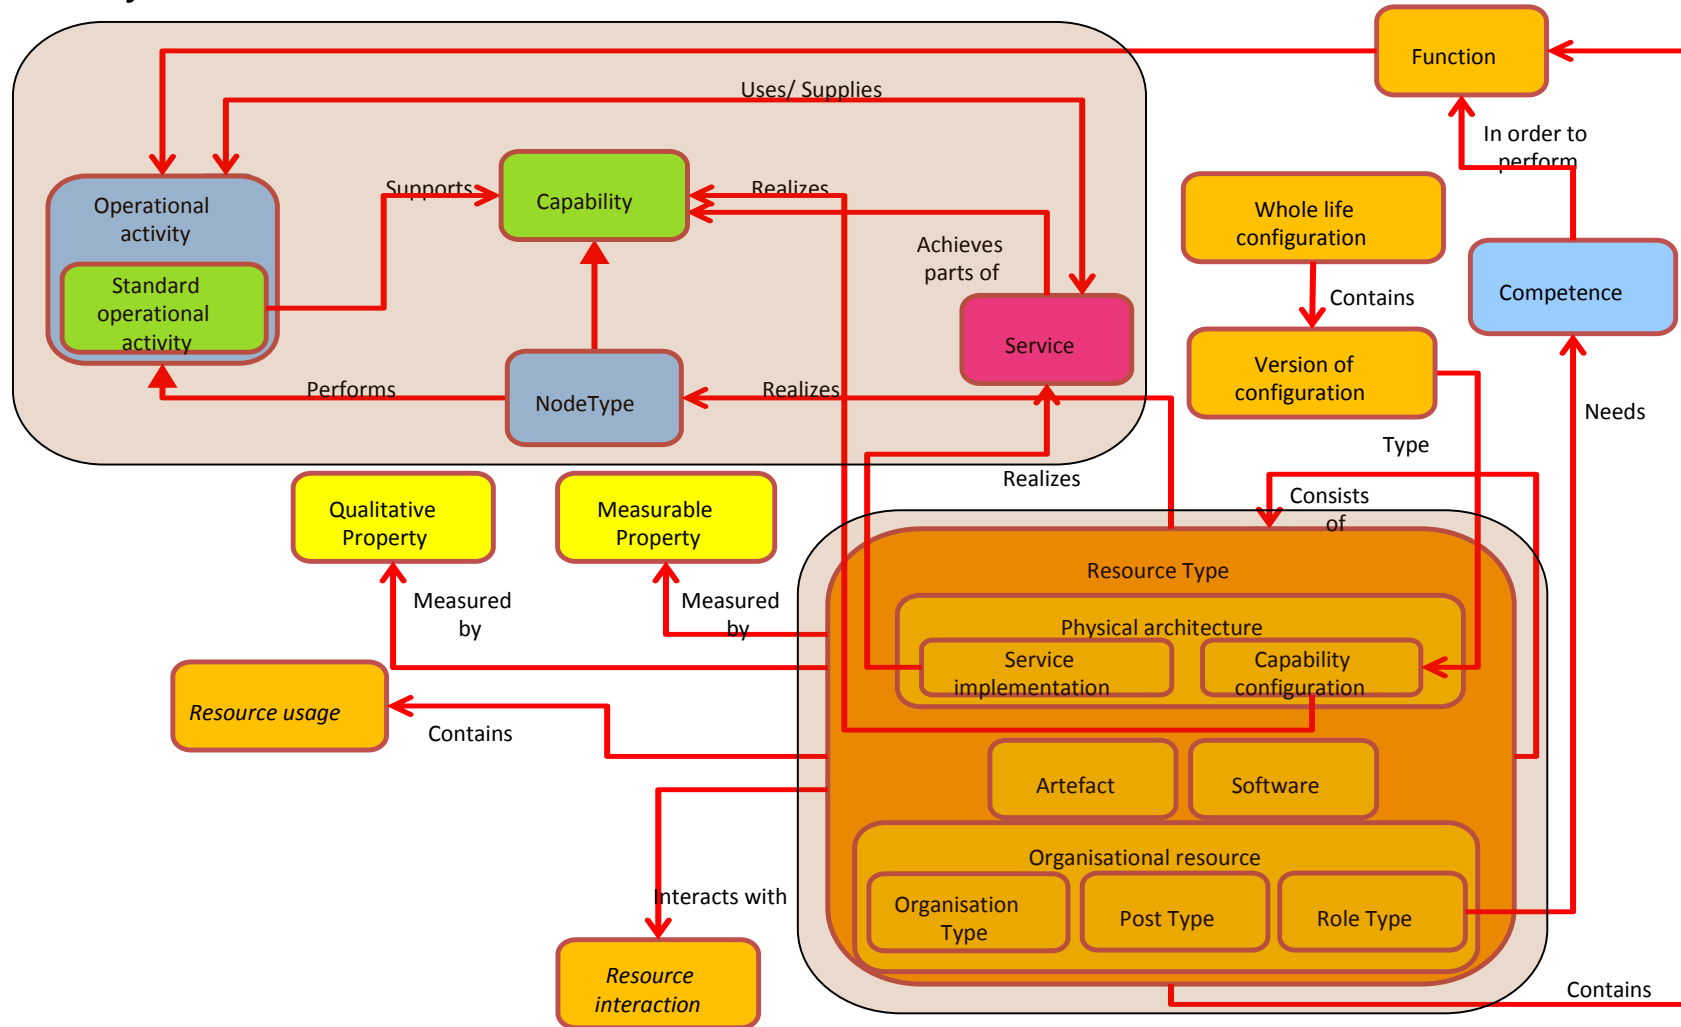 Function
Uses/ Supplies
In order to
perform
Supports
Capability
Realizes
Operational
activity
Whole life
configuration
Achieves
parts of
Standard
operational
activity
Contains
Competence
Service
Version of
configuration
Performs
NodeType
Realizes
Needs
Type
Realizes
Consists
of
Qualitative
Property
Measurable
Property
Resource Type
Measured
by
Measured
by
Physical architecture
Service
implementation
Capability
configuration
Resource usage
Contains
Artefact
Software
Organisational resource
Interacts with
Organisation
Type
Post Type
Role Type
Resource
interaction
Contains